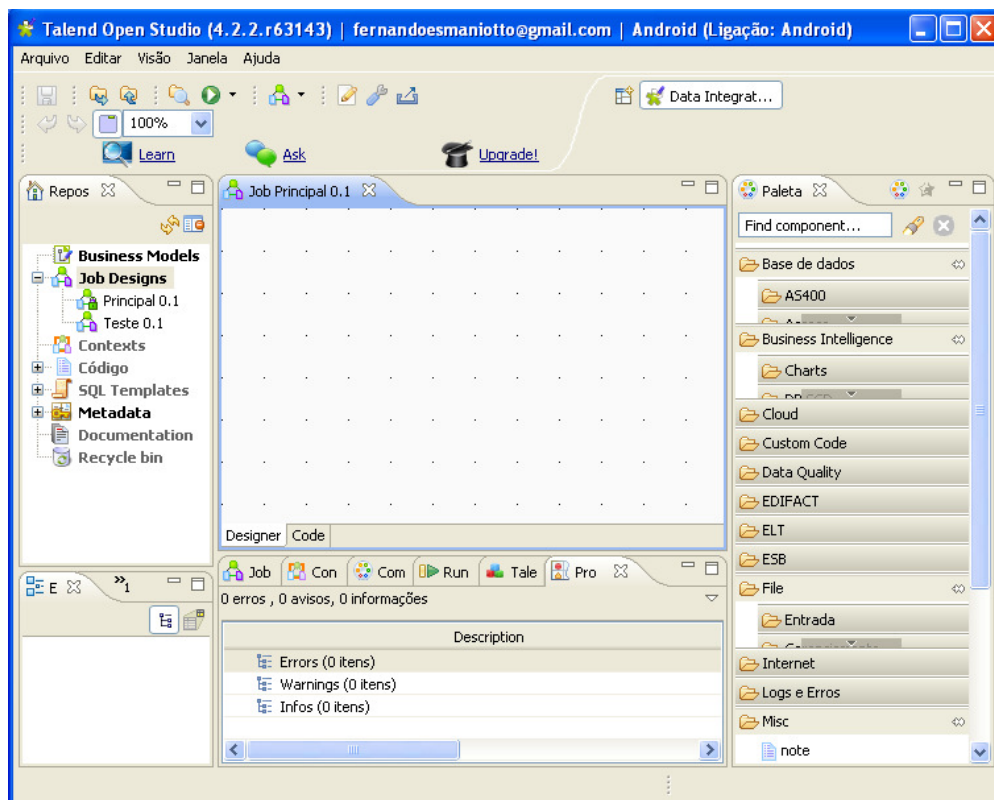 Talend Open Studio (4.2.2.r63143) | fernandoesmaniotto@gmail.com | Android (Ligação: Android)
Arquivo Editar Visão Janela Ajuda
Data Integrat...
100%
Learn Ask Upgrade!
Repos
Business Models
Job Designs
Principal 0.1
Teste 0.1
Contexts
Código
SQL Templates
Metadata
Documentation
Recycle bin
E
»1
Job Principal 0.1
Designer Code
Job Con Com Run Tale Pro
0 erros , 0 avisos, 0 informações
Description
Errors (0 itens)
Warnings (0 itens)
Infos (0 itens)
Paleta
Find component...
Base de dados
AS400
Business Intelligence
Charts
Cloud
Custom Code
Data Quality
EDIFACT
ELT
ESB
File
Entrada
Internet
Logs e Erros
Misc
note